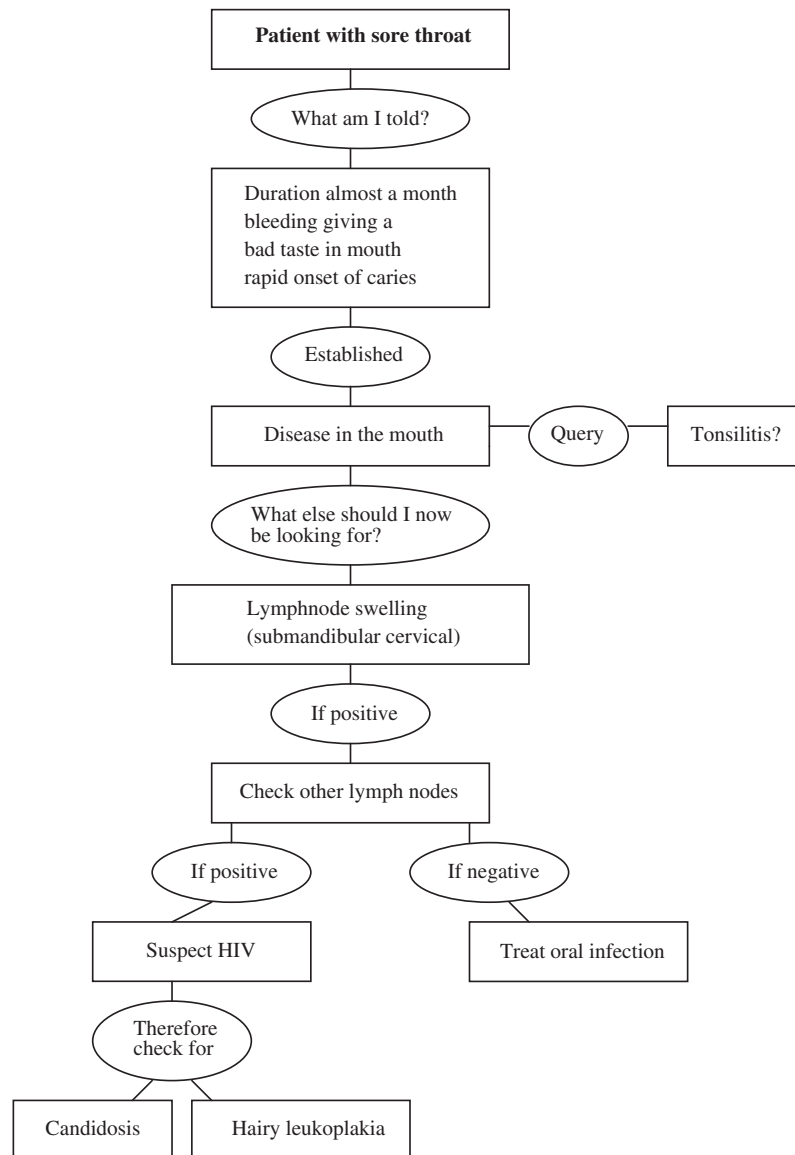 Patient with sore throat
What am I told?
Duration almost a month
bleeding giving a
bad taste in mouth
rapid onset of caries
Established
Disease in the mouth
Query
Tonsilitis?
What else should I now
be looking for?
Lymphnode swelling
(submandibular cervical)
If positive
Check other lymph nodes
If positive
If negative
Suspect HIV
Treat oral infection
Therefore
check for
Candidosis
Hairy leukoplakia